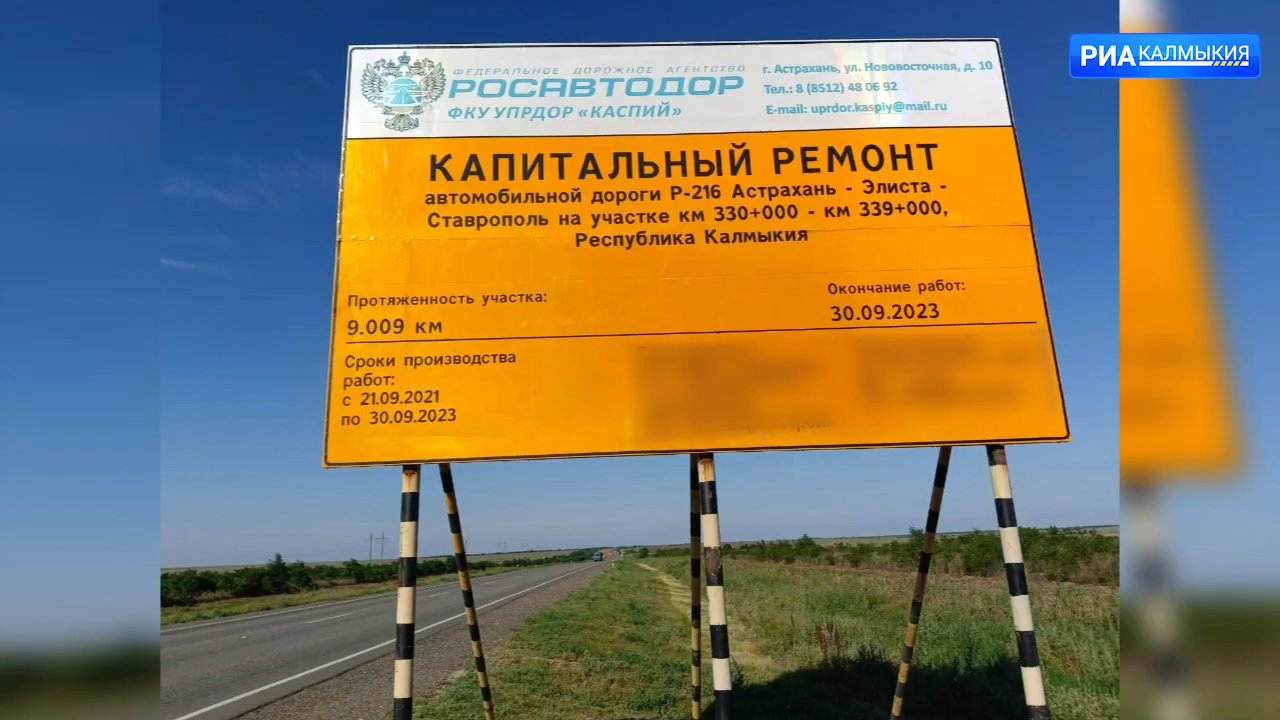 РИА КАЛМЫКИЯ
ФЕДЕРАЛЬНОЕ ДОРОЖНОЕ АГЕНТСТВО
РОСАВТОДОР
ФКУ УПРДОР «КАСПИЙ»
г. Астрахань, ул. Нововосточная, д. 10
Тел.: 8 (8512) 48 06 92
E-mail: uprdor.kaspiy@mail.ru
КАПИТАЛЬНЫЙ РЕМОНТ
автомобильной дороги Р-216 Астрахань - Элиста -
Ставрополь на участке км 330+000 - км 339+000,
Республика Калмыкия
Протяженность участка:
9.009 км
Окончание работ:
30.09.2023
Сроки производства
работ:
с 21.09.2021
по 30.09.2023